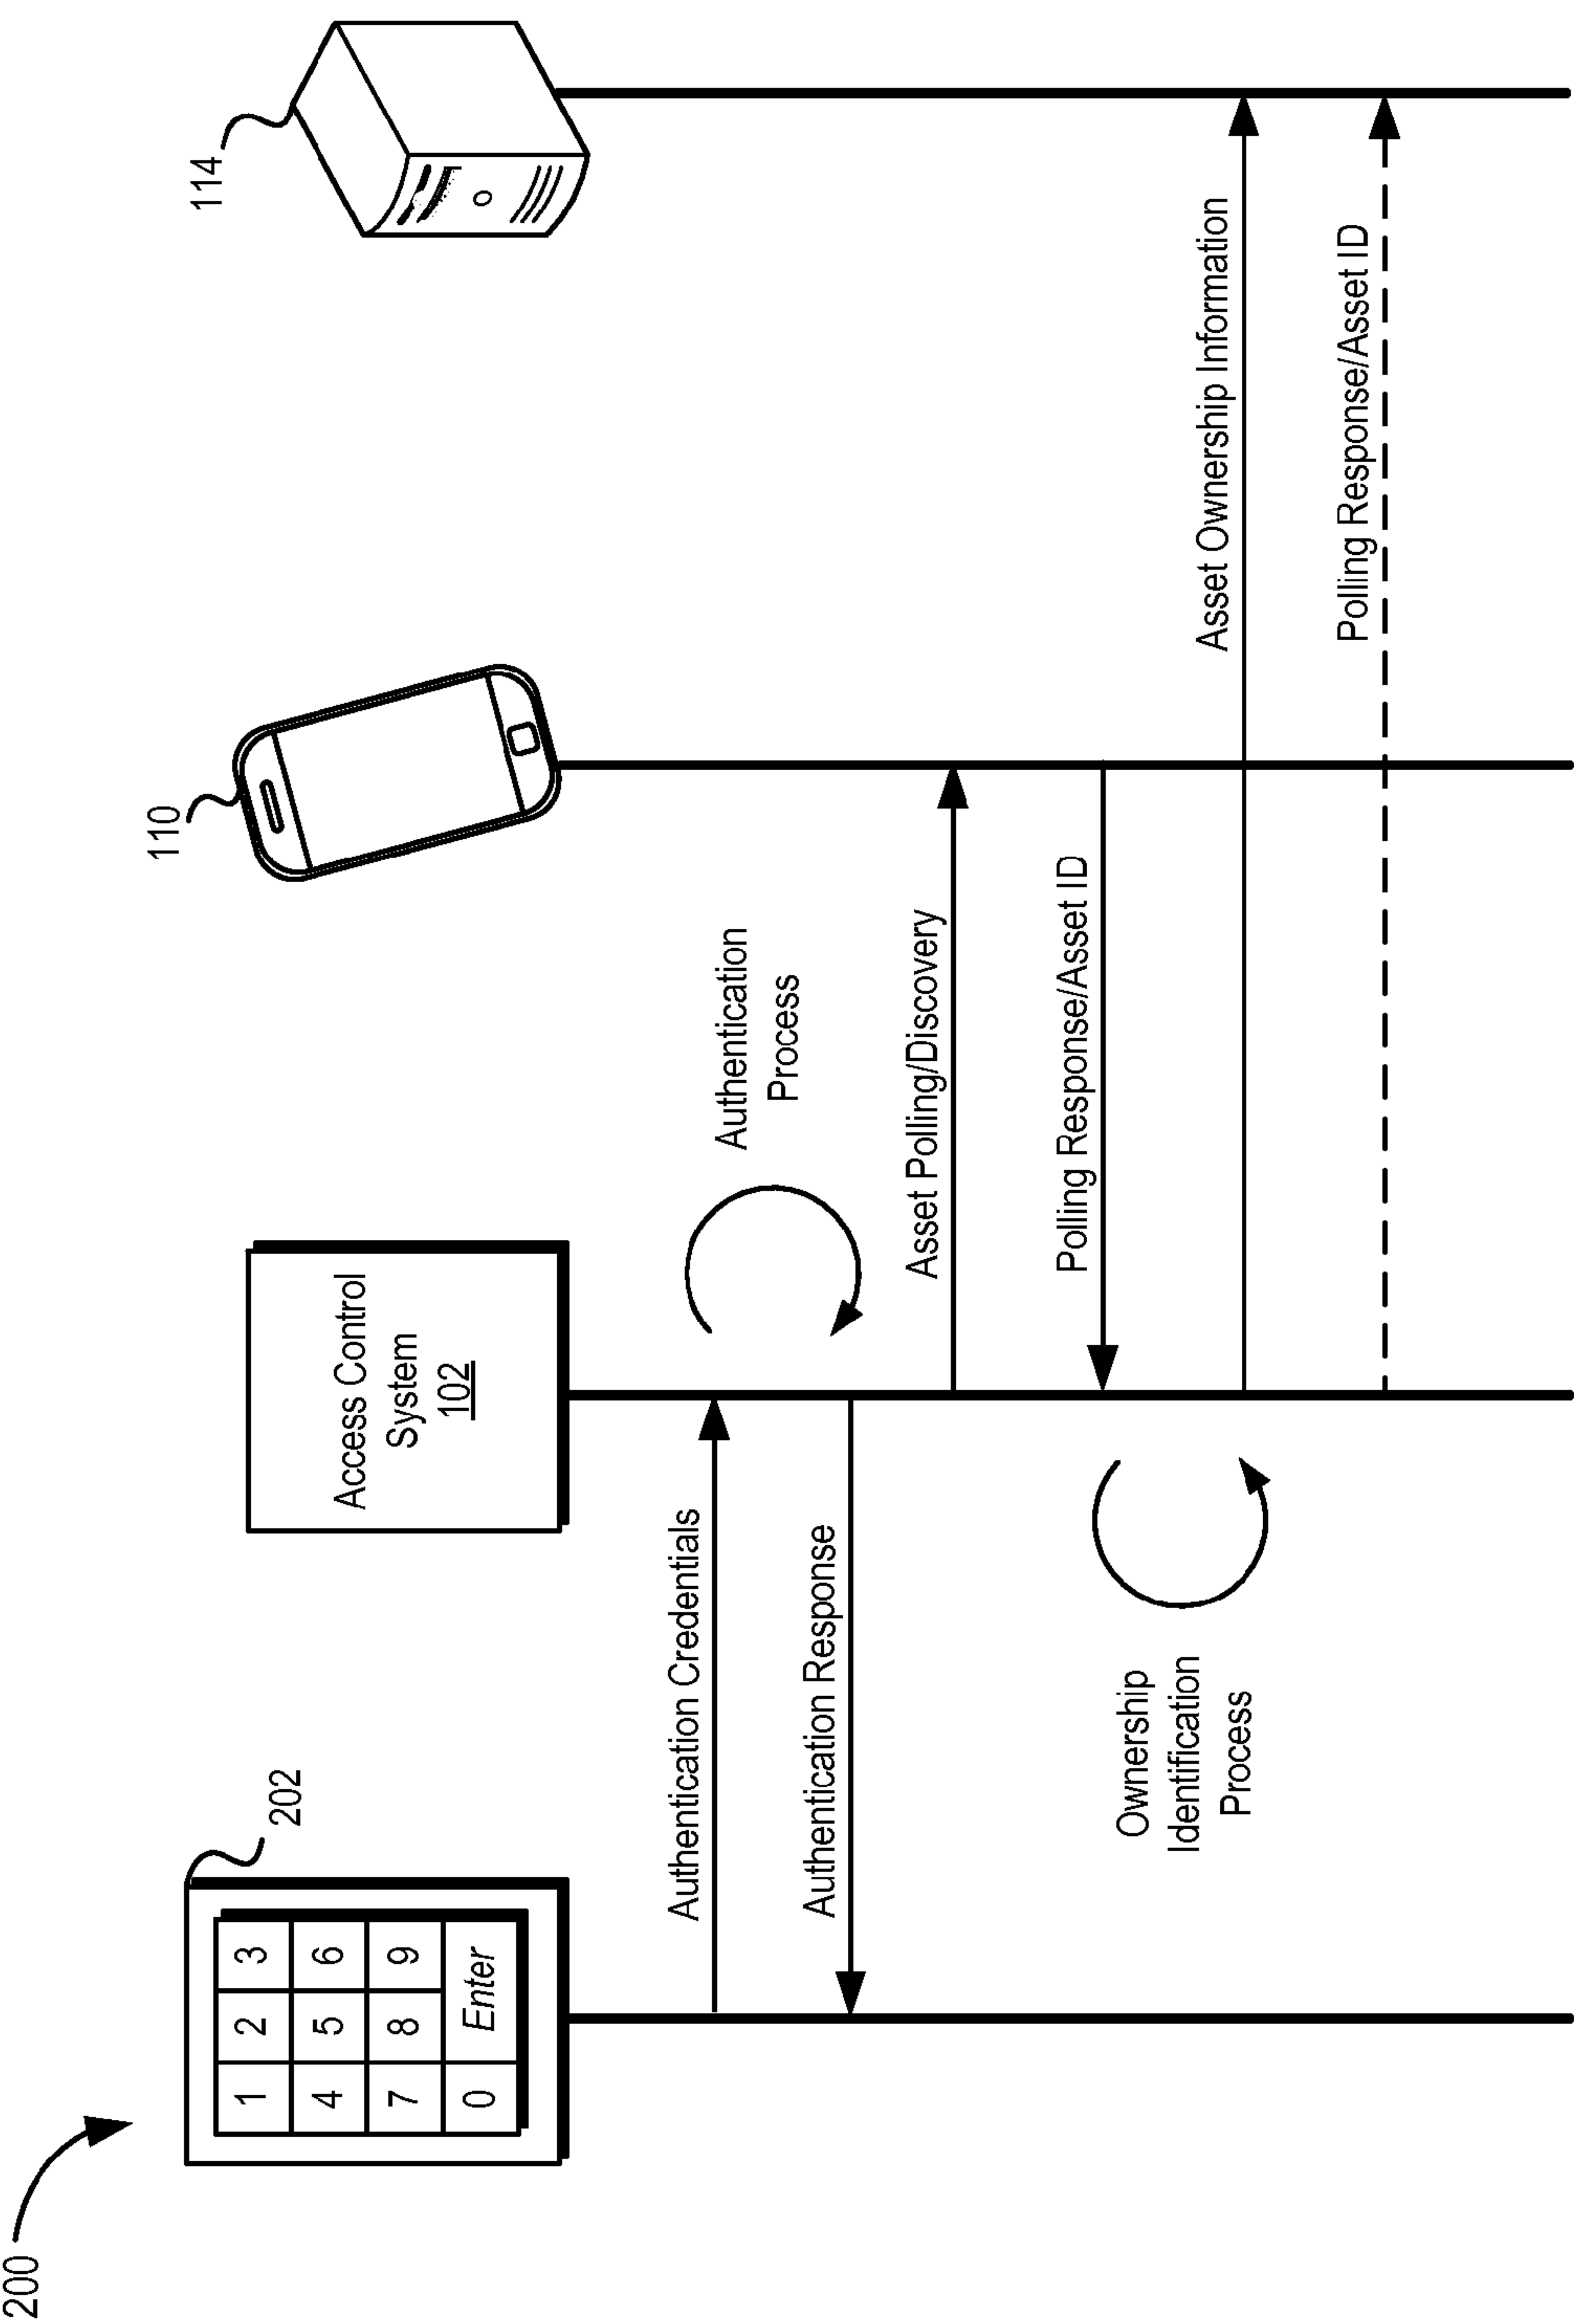 200
202
1 2 3
4 5 6
7 8 9
0 Enter
Access Control
System
102
110
114
Authentication Credentials
Authentication
Process
Authentication Response
Asset Polling/Discovery
Polling Response/Asset ID
Ownership
Identification
Process
Asset Ownership Information
Polling Response/Asset ID